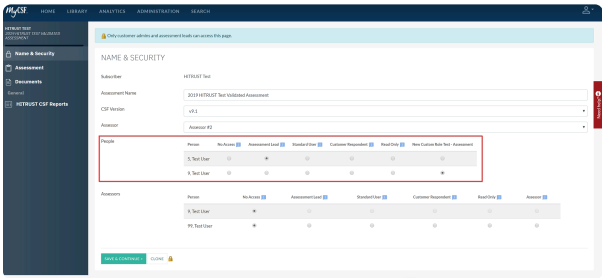 MyCSF HOME LIBRARY ANALYTICS ADMINISTRATION SEARCH
HITRUST TEST
2019 HITRUST TEST VALIDATED
ASSESSMENT
Name & Security
Assessment
Documents
General
HITRUST CSF Reports
Only customer admins and assessment leads can access this page.
NAME & SECURITY
Subscriber HITRUST Test
Assessment Name 2019 HITRUST Test Validated Assessment
CSF Version v9.1
Assessor Assessor #2
People
Person No Access Assessment Lead Standard User Customer Respondent Read Only New Custom Role Test - Assessment
5, Test User
9, Test User
Assessors
Person No Access Assessment Lead Standard User Customer Respondent Read Only Assessor
9, Test User
99, Test User
SAVE & CONTINUE CLONE
Need help?